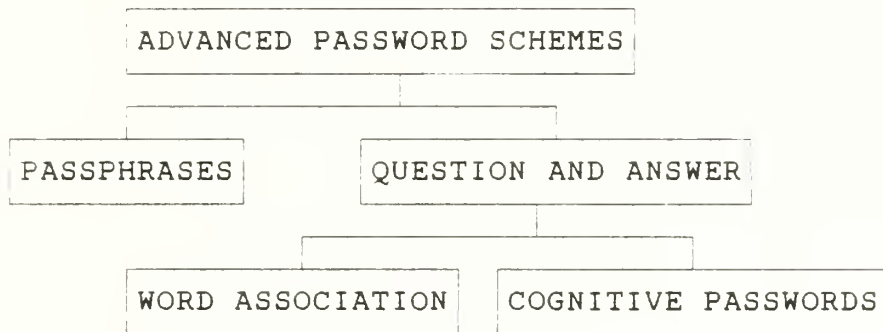 ADVANCED PASSWORD SCHEMES
PASSPHRASES
QUESTION AND ANSWER
WORD ASSOCIATION
COGNITIVE PASSWORDS